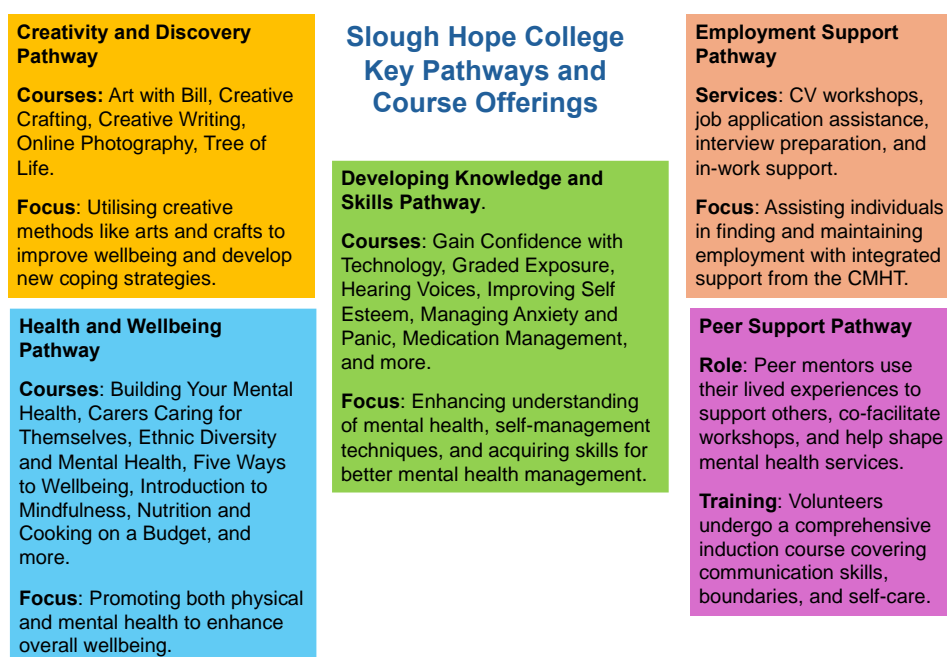 Creativity and Discovery
Pathway
Courses: Art with Bill, Creative
Crafting, Creative Writing,
Online Photography, Tree of
Life.
Focus: Utilising creative
methods like arts and crafts to
improve wellbeing and develop
new coping strategies.
Health and Wellbeing
Pathway
Courses: Building Your Mental
Health, Carers Caring for
Themselves, Ethnic Diversity
and Mental Health, Five Ways
to Wellbeing, Introduction to
Mindfulness, Nutrition and
Cooking on a Budget, and
more.
Focus: Promoting both physical
and mental health to enhance
overall wellbeing.
Slough Hope College
Key Pathways and
Course Offerings
Developing Knowledge and
Skills Pathway.
Courses: Gain Confidence with
Technology, Graded Exposure,
Hearing Voices, Improving Self
Esteem, Managing Anxiety and
Panic, Medication Management,
and more.
Focus: Enhancing understanding
of mental health, self-management
techniques, and acquiring skills for
better mental health management.
Employment Support
Pathway
Services: CV workshops,
job application assistance,
interview preparation, and
in-work support.
Focus: Assisting individuals
in finding and maintaining
employment with integrated
support from the CMHT.
Peer Support Pathway
Role: Peer mentors use
their lived experiences to
support others, co-facilitate
workshops, and help shape
mental health services.
Training: Volunteers
undergo a comprehensive
induction course covering
communication skills,
boundaries, and self-care.